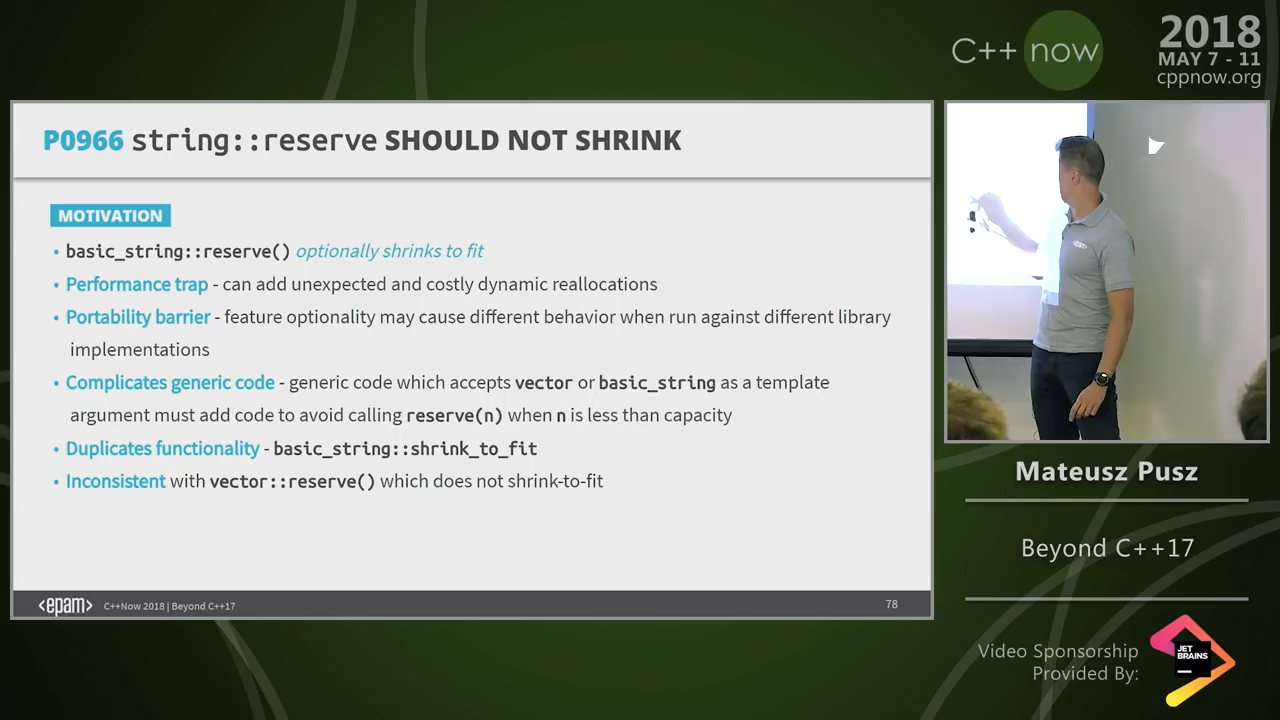 C++ now
2018
MAY 7 - 11
cppnow.org
P0966 string::reserve SHOULD NOT SHRINK
MOTIVATION
• basic_string::reserve() optionally shrinks to fit
• Performance trap - can add unexpected and costly dynamic reallocations
• Portability barrier - feature optionality may cause different behavior when run against different library
implementations
• Complicates generic code - generic code which accepts vector or basic_string as a template
argument must add code to avoid calling reserve(n) when n is less than capacity
• Duplicates functionality - basic_string::shrink_to_fit
• Inconsistent with vector::reserve() which does not shrink-to-fit
<epam> C++Now 2018 | Beyond C++17
78
Mateusz Pusz
Beyond C++17
Video Sponsorship
Provided By:
JET
BRAINS